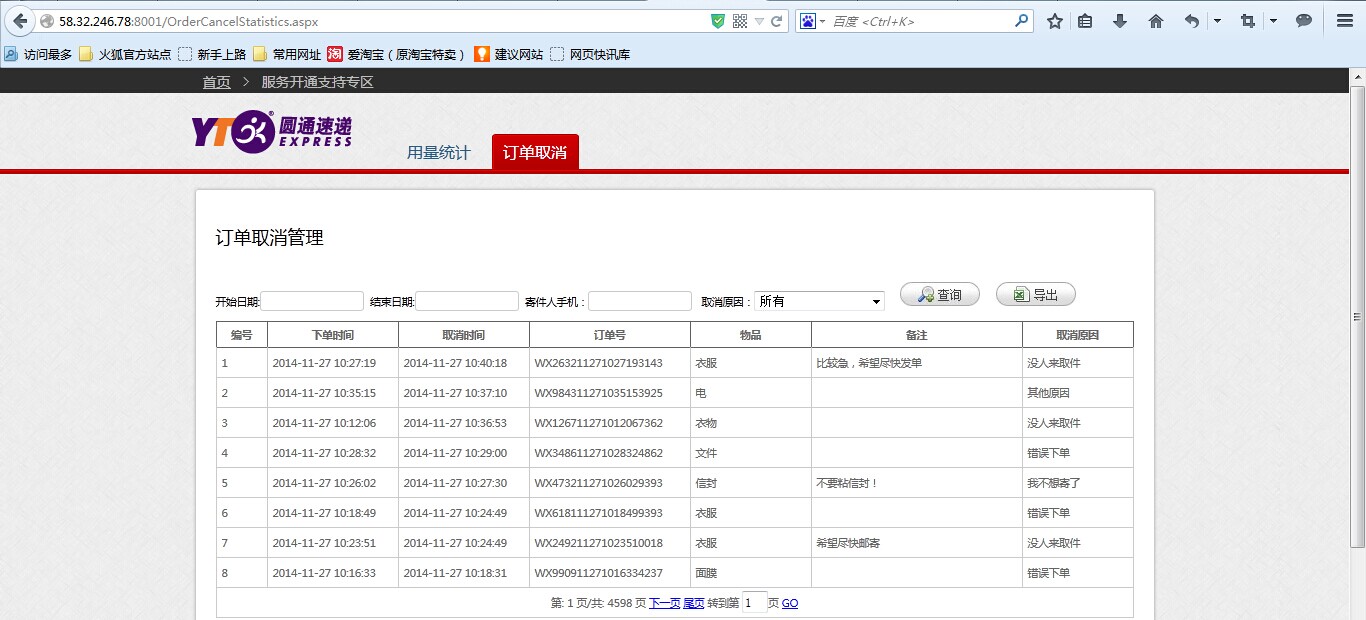 58.32.246.78:8001/OrderCancelStatistics.aspx 百度 <Ctrl+K>
访问最多 火狐官方站点 新手上路 常用网址 淘 爱淘宝（原淘宝特卖） 建议网站 网页快讯库
首页 > 服务开通支持专区
YTO 圆通速递
EXPRESS
用量统计 订单取消
订单取消管理
开始日期: 结束日期: 寄件人手机： 取消原因： 所有 查询 导出
编号 下单时间 取消时间 订单号 物品 备注 取消原因
1 2014-11-27 10:27:19 2014-11-27 10:40:18 WX263211271027193143 衣服 比较急，希望尽快发单 没人来取件
2 2014-11-27 10:35:15 2014-11-27 10:37:10 WX984311271035153925 电 其他原因
3 2014-11-27 10:12:06 2014-11-27 10:36:53 WX126711271012067362 衣物 没人来取件
4 2014-11-27 10:28:32 2014-11-27 10:29:00 WX348611271028324862 文件 错误下单
5 2014-11-27 10:26:02 2014-11-27 10:27:30 WX473211271026029393 信封 不要粘信封！ 我不想寄了
6 2014-11-27 10:18:49 2014-11-27 10:24:49 WX618111271018499393 衣服 错误下单
7 2014-11-27 10:23:51 2014-11-27 10:24:49 WX249211271023510018 衣服 希望尽快邮寄 没人来取件
8 2014-11-27 10:16:33 2014-11-27 10:18:31 WX990911271016334237 面膜 错误下单
第: 1 页/共: 4598 页 下一页 尾页 转到第 1 页 GO